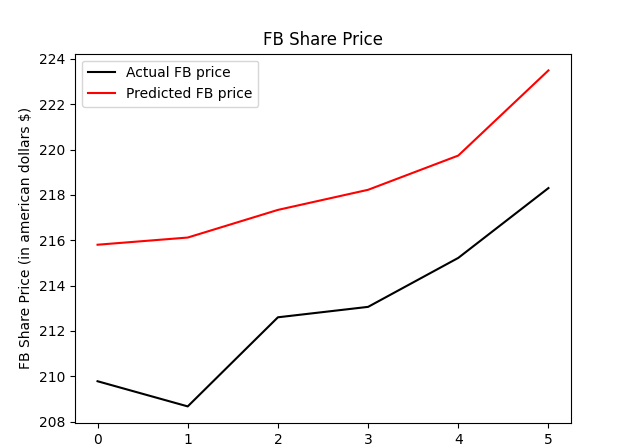 FB Share Price
Actual FB price
Predicted FB price
FB Share Price (in american dollars $)
224
222
220
218
216
214
212
210
208
0 1 2 3 4 5